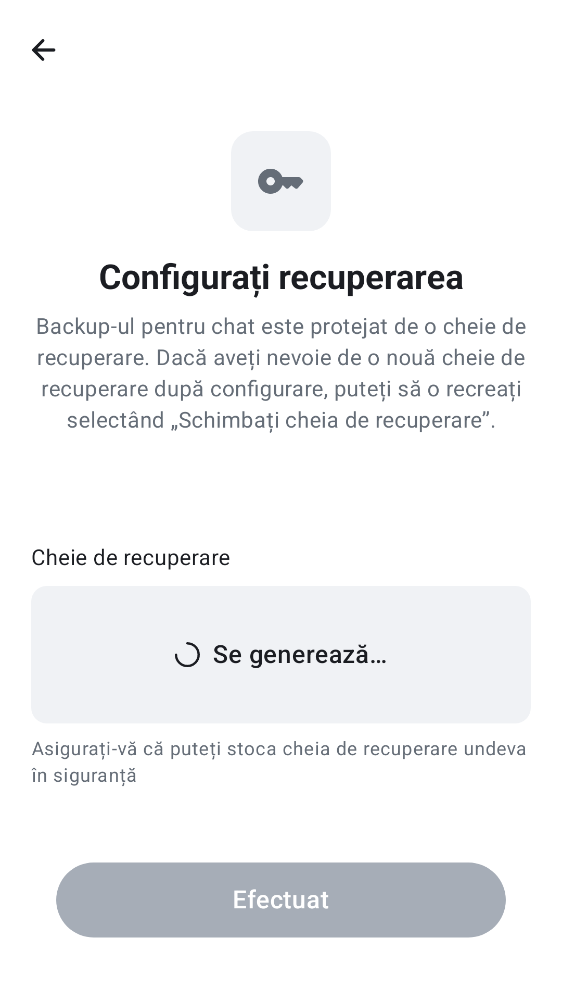 Configurați recuperarea
Backup-ul pentru chat este protejat de o cheie de
recuperare. Dacă aveți nevoie de o nouă cheie de
recuperare după configurare, puteți să o recreați
selectând „Schimbați cheia de recuperare”.
Cheie de recuperare
Se generează…
Asigurați-vă că puteți stoca cheia de recuperare undeva
în siguranță
Efectuat